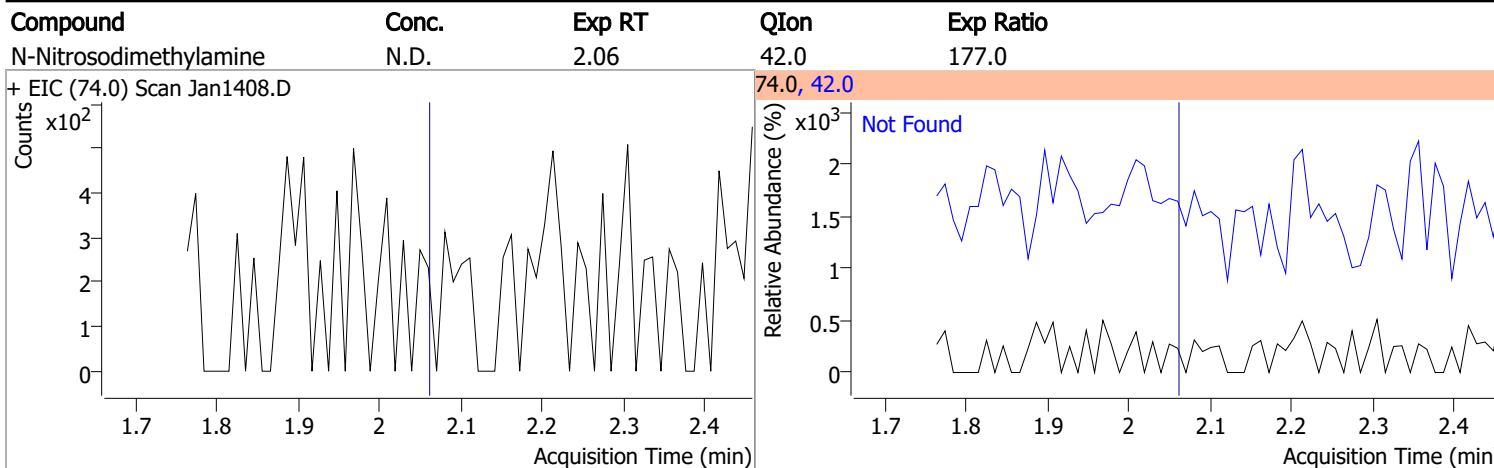 Compound Conc. Exp RT QIon Exp Ratio
N-Nitrosodimethylamine N.D. 2.06 42.0 177.0
+ EIC (74.0) Scan Jan1408.D
Counts
x10²
4
3
2
1
0
1.7 1.8 1.9 2 2.1 2.2 2.3 2.4
Acquisition Time (min)
74.0, 42.0
Relative Abundance (%)
x10³
Not Found
2
1.5
1
0.5
0
1.7 1.8 1.9 2 2.1 2.2 2.3 2.4
Acquisition Time (min